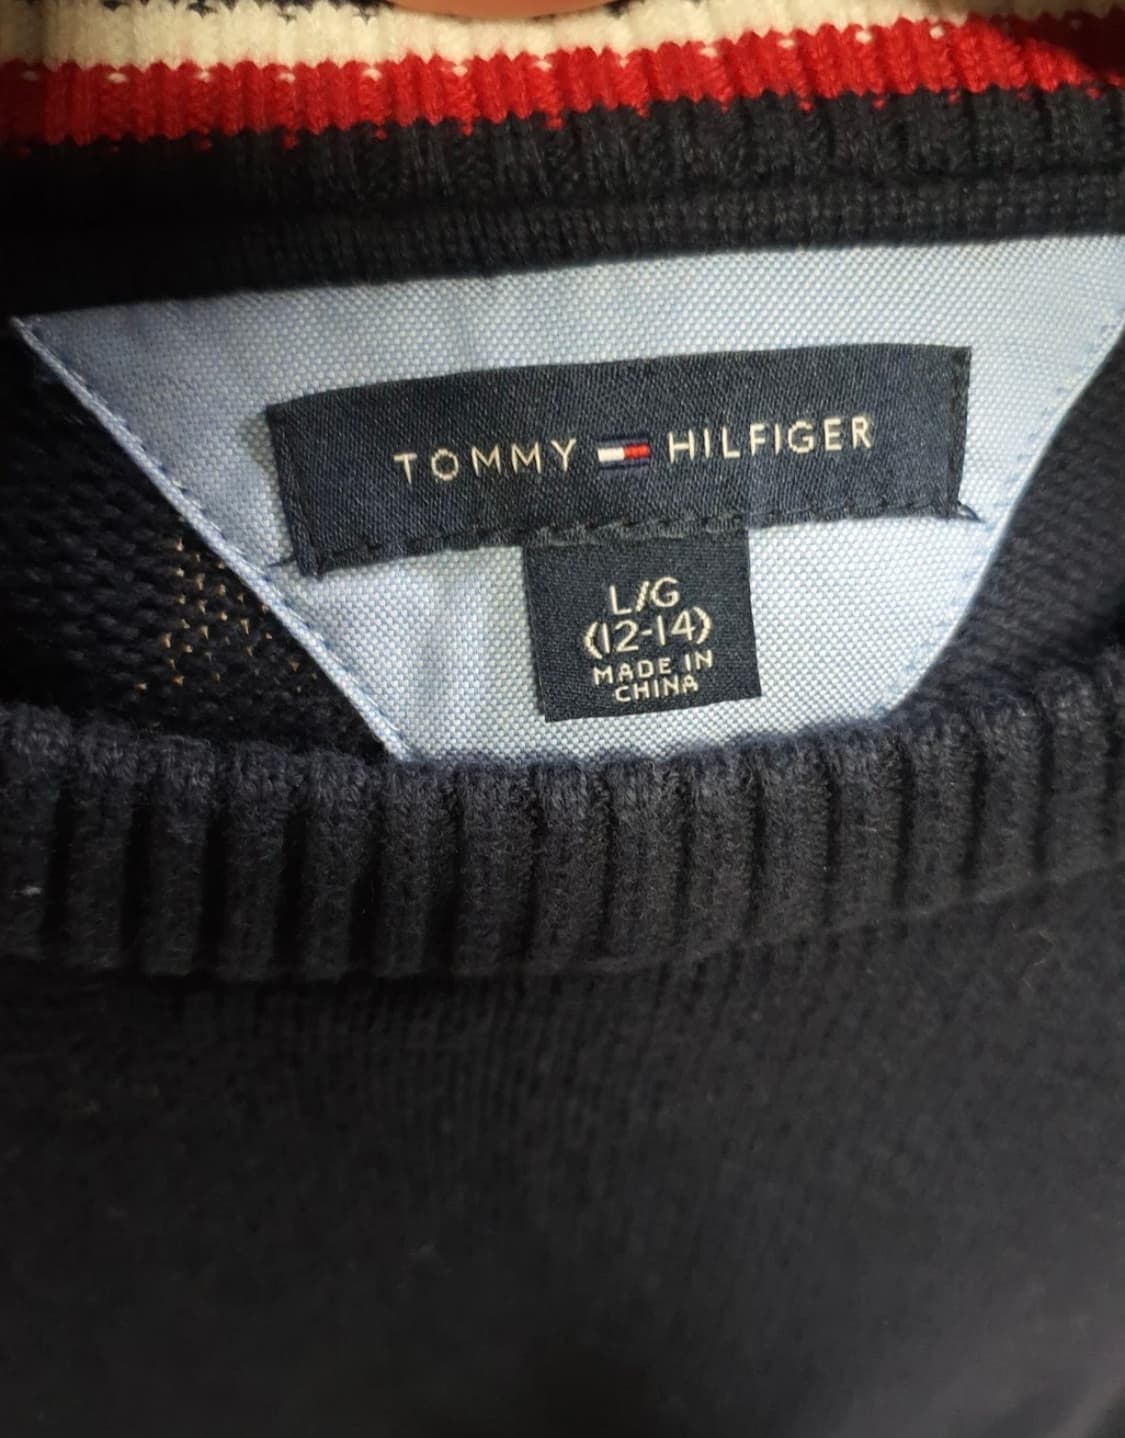 TOMMY HILFIGER
L/G
(12-14)
MADE IN
CHINA